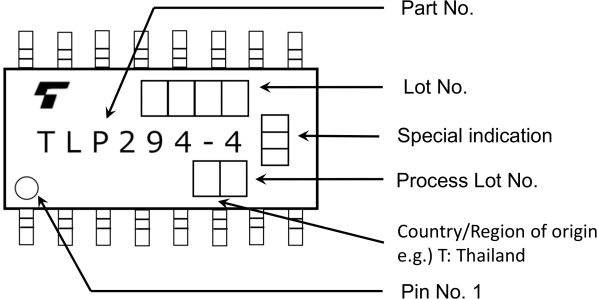 Part No.
Lot No.
TLP294-4
Special indication
Process Lot No.
Country/Region of origin
e.g.) T: Thailand
Pin No. 1